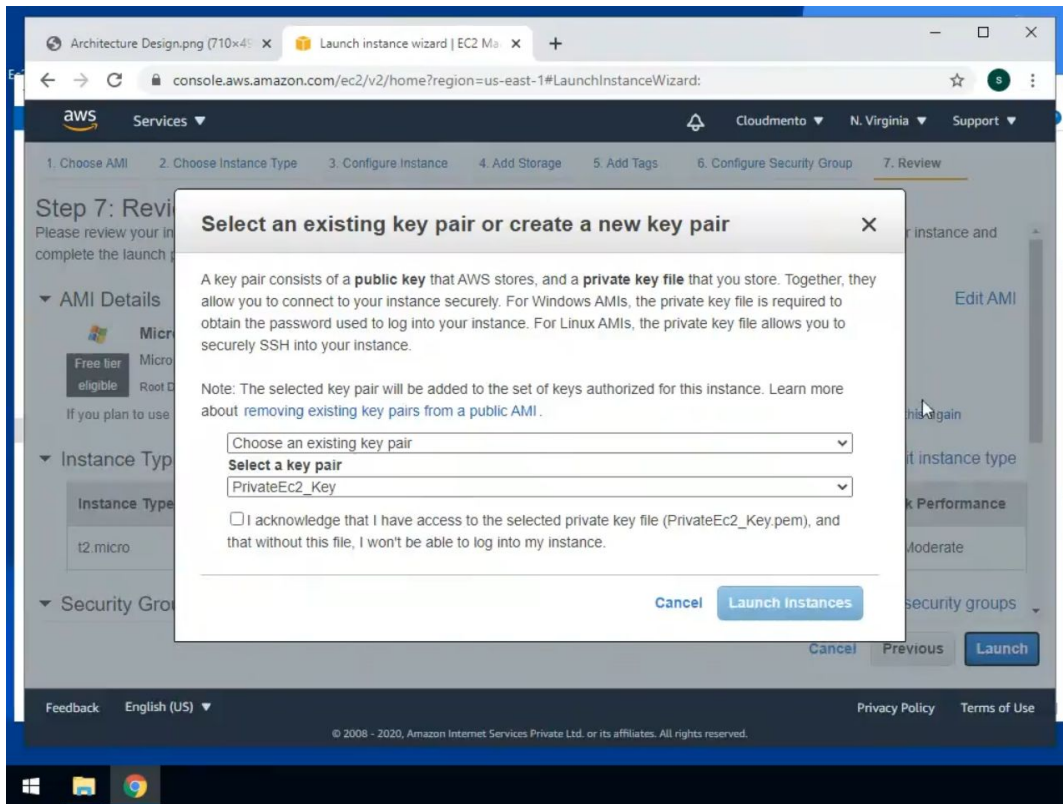 Architecture Design.png (710×49
Launch instance wizard | EC2 Ma
console.aws.amazon.com/ec2/v2/home?region=us-east-1#LaunchInstanceWizard:
S
aws
Services
Cloudmento
N. Virginia
Support
1. Choose AMI
2. Choose Instance Type
3. Configure Instance
4. Add Storage
5. Add Tags
6. Configure Security Group
7. Review
Step 7: Revi
Please review your in
r instance and
complete the launch p
Select an existing key pair or create a new key pair
A key pair consists of a public key that AWS stores, and a private key file that you store. Together, they
allow you to connect to your instance securely. For Windows AMIs, the private key file is required to
obtain the password used to log into your instance. For Linux AMIs, the private key file allows you to
securely SSH into your instance.
Note: The selected key pair will be added to the set of keys authorized for this instance. Learn more
about removing existing key pairs from a public AMI.
Choose an existing key pair
Select a key pair
PrivateEc2_Key
I acknowledge that I have access to the selected private key file (PrivateEc2_Key.pem), and
that without this file, I won't be able to log into my instance.
Cancel
Launch Instances
AMI Details
Edit AMI
Micr
Free tier
eligible
Micro
Root D
If you plan to use
again
Instance Typ
it instance type
Instance Type
k Performance
t2.micro
Moderate
Security Grou
security groups
Cancel
Previous
Launch
Feedback
English (US)
Privacy Policy
Terms of Use
© 2008 - 2020, Amazon Internet Services Private Ltd. or its affiliates. All rights reserved.